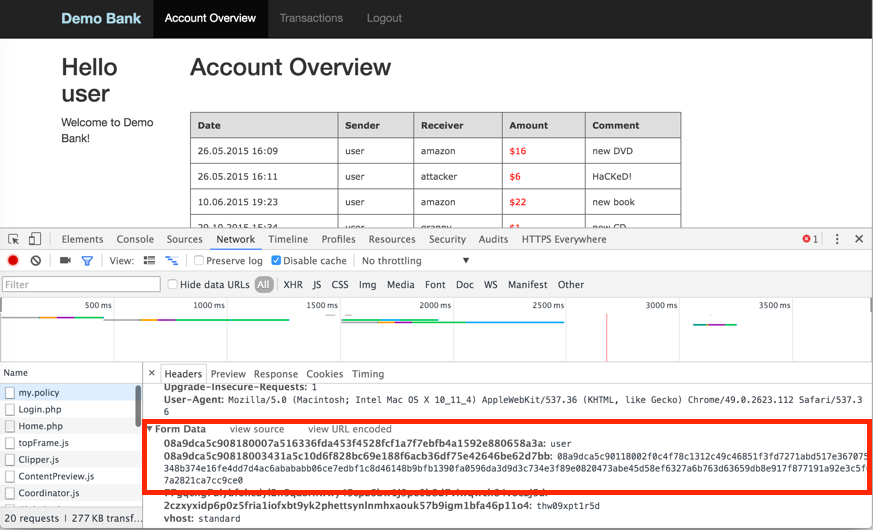 Demo Bank Account Overview Transactions Logout
Hello
user
Welcome to Demo
Bank!
Account Overview
Date Sender Receiver Amount Comment
26.05.2015 16:09 user amazon $16 new DVD
26.05.2015 16:11 user attacker $6 HaCKeD!
10.06.2015 19:23 user amazon $22 new book
29.10.2015 15:34 user granny $1 new CD
Elements Console Sources Network Timeline Profiles Resources Security Audits HTTPS Everywhere 1
View: Preserve log Disable cache No throttling
Filter Hide data URLs All XHR JS CSS Img Media Font Doc WS Manifest Other
500 ms 1000 ms 1500 ms 2000 ms 2500 ms 3000 ms 3500 ms
Name
my.policy
Login.php
Home.php
topFrame.js
Clipper.js
ContentPreview.js
Coordinator.js
20 requests | 277 KB transf...
Headers Preview Response Cookies Timing
Upgrade-Insecure-Requests: 1
User-Agent: Mozilla/5.0 (Macintosh; Intel Mac OS X 10_11_4) AppleWebKit/537.36 (KHTML, like Gecko) Chrome/49.0.2623.112 Safari/537.3
6
Form Data view source view URL encoded
08a9dca5c908180007a516336fda453f4528fcf1a7f7ebfb4a1592e880658a3a: user
08a9dca5c90818003431a5c10d6f828bc69e188f6acb36df75e42646be62d7bb: 08a9dca5c90118002f0c4f78c1312c49c46851f3fd7271abd517e367075
348b374e16fe4dd7d4ac6abababb06ce7edbf1c8d46148b9bfb1390fa0596da3d9d3c734e3f89e0820473abe45d58ef6327a6b763d63659db8e917f877191a92e3c5f
7a2821ca7cc9ce0
2czxyxidp6p0z5fria1iofxbt9yk2phettsynlnmhxaouk57b9igm1bfa46p11o4: thw09xpt1r5d
vhost: standard